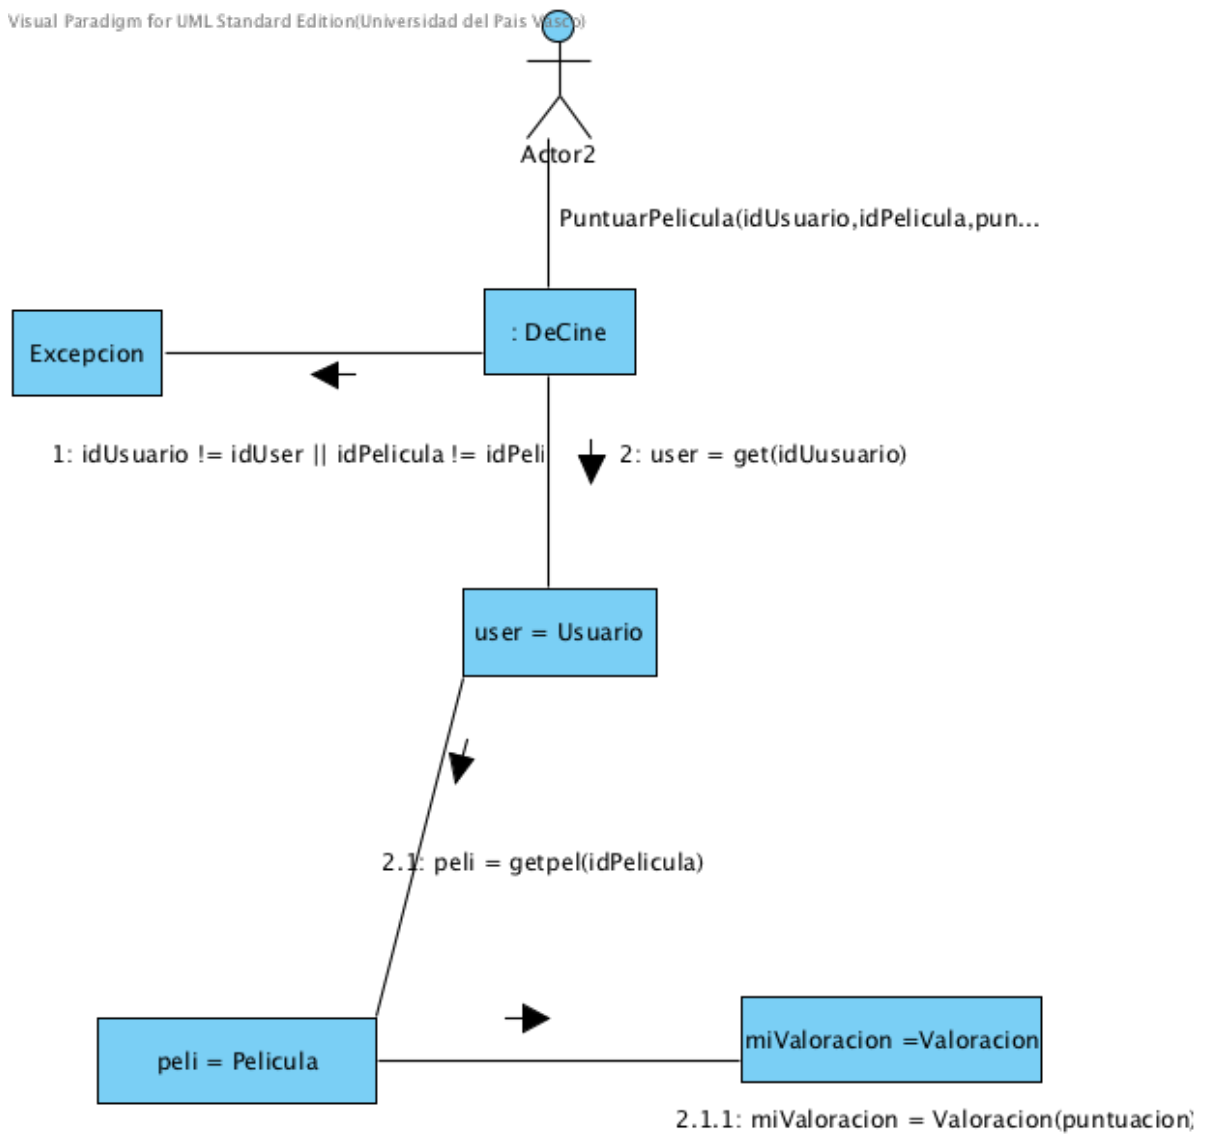 Visual Paradigm for UML Standard Edition(Universidad del Pais Vasco)
Actor2
PuntuarPelicula(idUsuario,idPelicula,pun...
: DeCine
Excepcion
1: idUsuario != idUser || idPelicula != idPeli
2: user = get(idUusuario)
user = Usuario
2.1: peli = getpel(idPelicula)
peli = Pelicula
miValoracion =Valoracion
2.1.1: miValoracion = Valoracion(puntuacion)